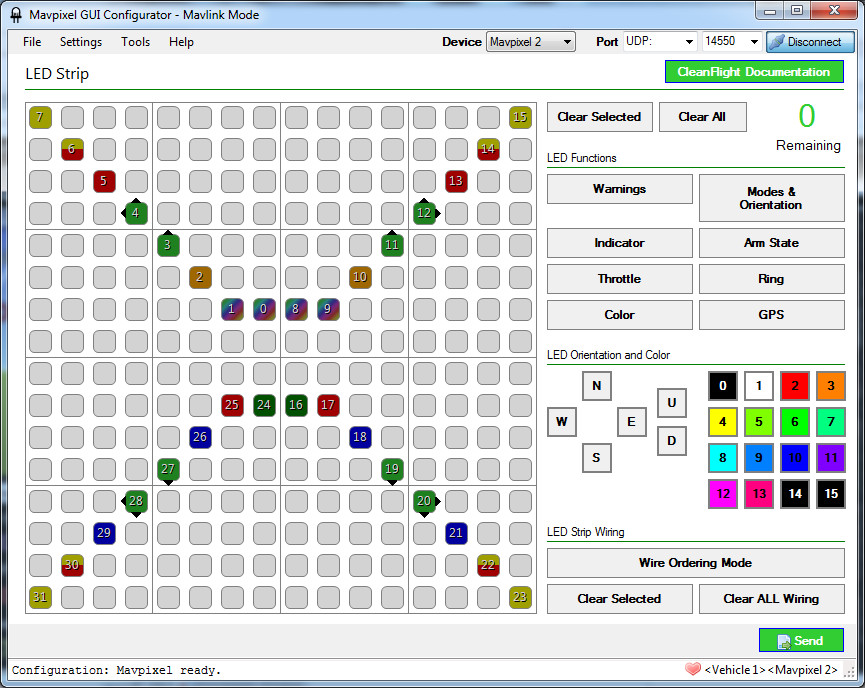 Mavpixel GUI Configurator - Mavlink Mode
File Settings Tools Help Device Mavpixel 2 Port UDP: 14550 Disconnect
LED Strip CleanFlight Documentation
7 15
6 14
5 13
4 12
3 11
2 10
1 0 8 9
25 24 16 17
26 18
27 19
28 20
29 21
30 22
31 23
Clear Selected Clear All 0
Remaining
LED Functions
Warnings Modes &
Orientation
Indicator Arm State
Throttle Ring
Color GPS
LED Orientation and Color
N
W E
S
U
D
0 1 2 3
4 5 6 7
8 9 10 11
12 13 14 15
LED Strip Wiring
Wire Ordering Mode
Clear Selected Clear ALL Wiring
Send
Configuration: Mavpixel ready. <Vehicle 1> <Mavpixel 2>